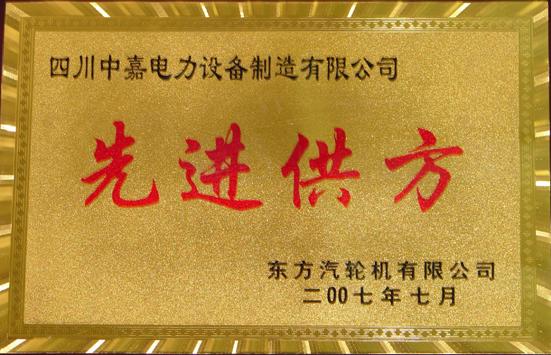 四川中嘉电力设备制造有限公司
先进供方
东方汽轮机有限公司
二00七年七月